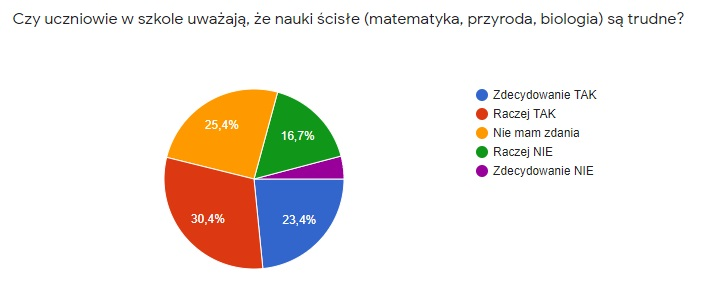 Czy uczniowie w szkole uważają, że nauki ścisłe (matematyka, przyroda, biologia) są trudne?
25,4%
16,7%
30,4%
23,4%
Zdecydowanie TAK
Raczej TAK
Nie mam zdania
Raczej NIE
Zdecydowanie NIE